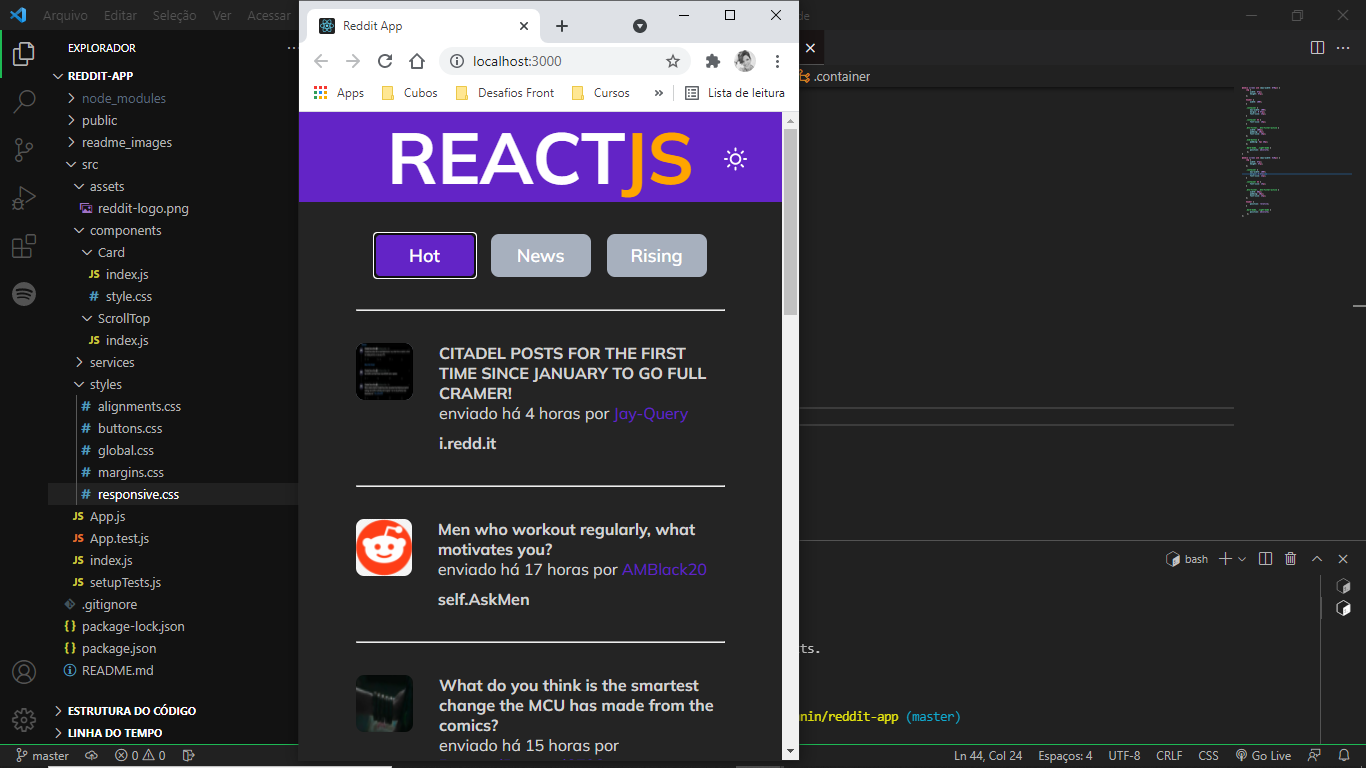 Arquivo Editar Seleção Ver Acessar
EXPLORADOR
REDDIT-APP
node_modules
public
readme_images
src
assets
reddit-logo.png
components
Card
JS index.js
# style.css
ScrollTop
JS index.js
services
styles
# alignments.css
# buttons.css
# global.css
# margins.css
# responsive.css
JS App.js
JS App.test.js
JS index.js
JS setupTests.js
.gitignore
{} package-lock.json
{} package.json
README.md
ESTRUTURA DO CÓDIGO
LINHA DO TEMPO
Reddit App
localhost:3000
Apps Cubos Desafios Front Cursos » Lista de leitura
REACTJS
Hot News Rising
CITADEL POSTS FOR THE FIRST
TIME SINCE JANUARY TO GO FULL
CRAMER!
enviado há 4 horas por Jay-Query
i.redd.it
Men who workout regularly, what
motivates you?
enviado há 17 horas por AMBlack20
self.AskMen
What do you think is the smartest
change the MCU has made from the
comics?
enviado há 15 horas por
de
.container
bash
ts.
nin/reddit-app (master)
master 0 0
Ln 44, Col 24 Espaços: 4 UTF-8 CRLF CSS Go Live